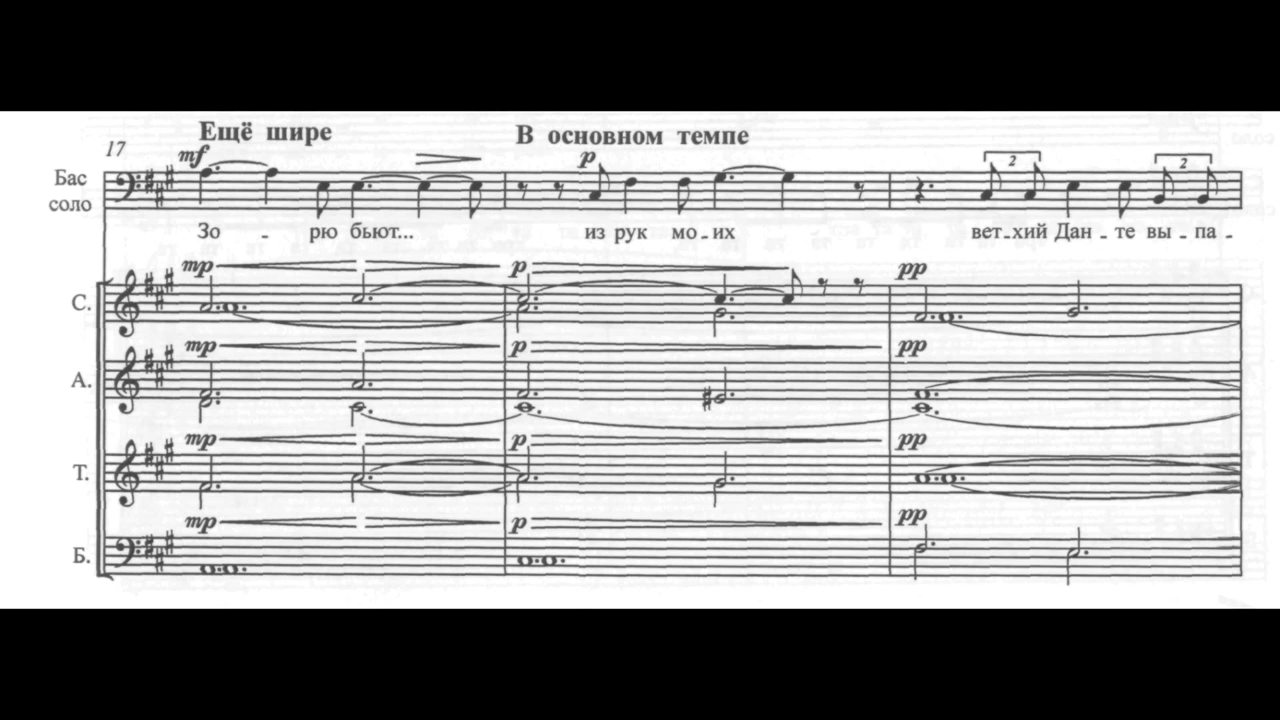 Ещё шире В основном темпе
17
mf p
Бас соло
2 2
Зо - рю бьют... из рук мо - их вет - хий Дан - те вы - па -
mp p pp
С.
mp p pp
А.
mp p pp
Т.
mp p pp
Б.